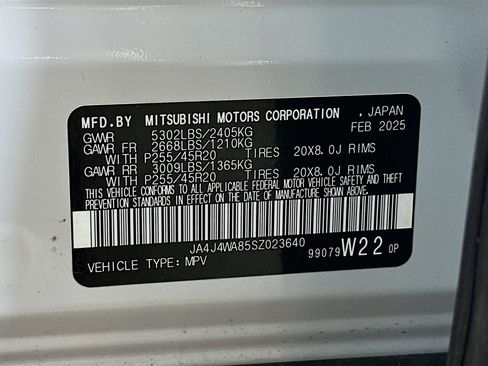 MFD.BY MITSUBISHI MOTORS CORPORATION , JAPAN
GVWR 5302LBS/2405KG FEB 2025
GAWR FR 2668LBS/1210KG
WITH P255/45R20 TIRES 20X8.0J RIMS
GAWR RR 3009LBS/1365KG
WITH P255/45R20 TIRES 20X8.0J RIMS
THIS VEHICLE CONFORMS TO ALL APPLICABLE FEDERAL MOTOR VEHICLE SAFETY AND THEFT
PREVENTION STANDARDS IN EFFECT ON THE DATE OF MANUFACTURE SHOWN ABOVE.
JA4J4WA85SZ023640
VEHICLE TYPE: MPV 99079 W22 0P